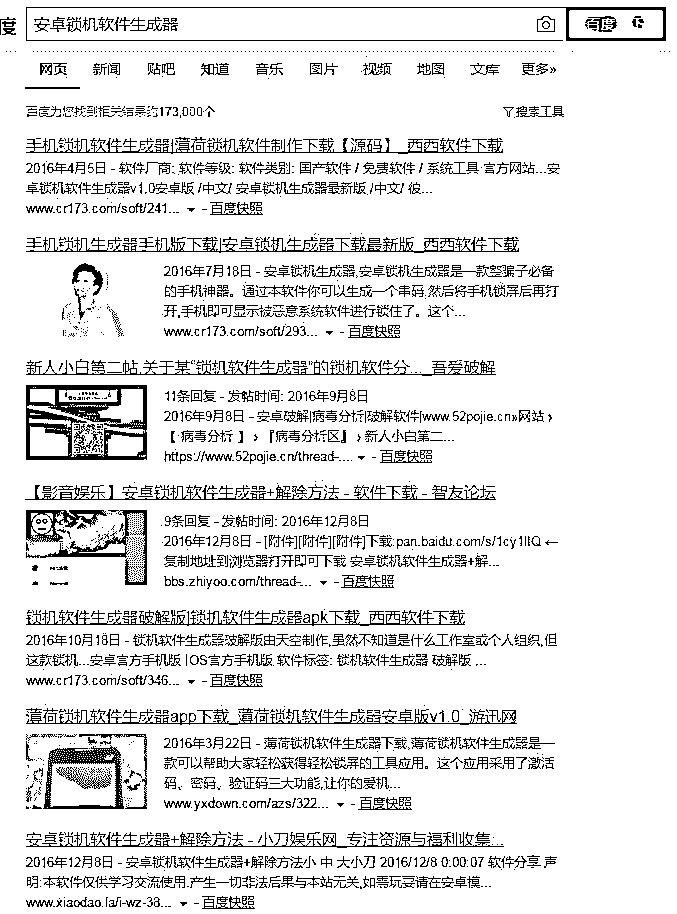 度 安卓锁机软件生成器 百度
网页 新闻 贴吧 知道 音乐 图片 视频 地图 文库 更多»
百度为您找到相关结果约173,000个 搜索工具
手机锁机软件生成器|薄荷锁机软件制作下载【源码】_西西软件下载
2016年4月5日 - 软件厂商: 软件等级: 软件类别: 国产软件 / 免费软件 / 系统工具 官方网站...安
卓锁机软件生成器v1.0安卓版 /中文/ 安卓锁机生成器最新版 /中文/ 彼...
www.cr173.com/soft/241... - 百度快照
手机锁机生成器手机版下载|安卓锁机生成器下载最新版_西西软件下载
2016年7月18日 - 安卓锁机生成器,安卓锁机生成器是一款整骗子必备
的手机神器。通过本软件你可以生成一个串码,然后将手机锁屏后再打
开,手机即可显示被恶意系统软件进行锁住了。这个...
www.cr173.com/soft/293... - 百度快照
新人小白第二帖,关于某“锁机软件生成器”的锁机软件分..._吾爱破解
11条回复 - 发帖时间: 2016年9月8日
2016年9月8日 - 安卓破解|病毒分析|破解软件|www.52pojie.cn»网站 ›
【 病毒分析 】 › 『病毒分析区』 › 新人小白第二...
https://www.52pojie.cn/thread-... - 百度快照
【影音娱乐】安卓锁机软件生成器+解除方法 - 软件下载 - 智友论坛
9条回复 - 发帖时间: 2016年12月8日
2016年12月8日 - [附件][附件][附件]下载:pan.baidu.com/s/1cy1llQ ←
复制地址到浏览器打开即可下载 安卓锁机软件生成器+解...
bbs.zhiyoo.com/thread-... - 百度快照
锁机软件生成器破解版|锁机软件生成器apk下载_西西软件下载
2016年10月18日 - 锁机软件生成器破解版由天空制作,虽然不知道是什么工作室或个人组织,但
这款锁机...安卓官方手机版 IOS官方手机版 软件标签: 锁机软件生成器 破解版 ...
www.cr173.com/soft/346... - 百度快照
薄荷锁机软件生成器app下载_薄荷锁机软件生成器安卓版v1.0_游迅网
2016年3月22日 - 薄荷锁机软件生成器下载,薄荷锁机软件生成器是一
款可以帮助大家轻松获得轻松锁屏的工具应用。这个应用采用了激活
码、密码、验证码三大功能,让你的爱机...
www.yxdown.com/azs/322... - 百度快照
安卓锁机软件生成器+解除方法 - 小刀娱乐网_专注资源与福利收集...
2016年12月8日 - 安卓锁机软件生成器+解除方法小 中 大小刀 2016/12/8 0:00:07 软件分享 声
明:本软件仅供学习交流使用.产生一切非法后果与本站无关,如需玩耍请在安卓模...
www.xiaodao.la/j-wz-38... - 百度快照